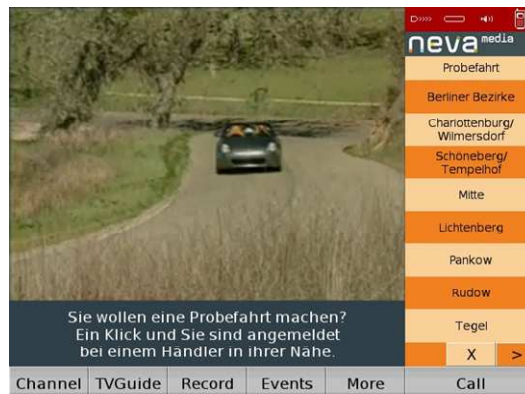 neva media
Probefahrt
Berliner Bezirke
Charlottenburg/
Wilmersdorf
Schöneberg/
Tempelhof
Mitte
Lichtenberg
Pankow
Rudow
Tegel
X >
Sie wollen eine Probefahrt machen?
Ein Klick und Sie sind angemeldet
bei einem Händler in ihrer Nähe.
Channel TVGuide Record Events More Call